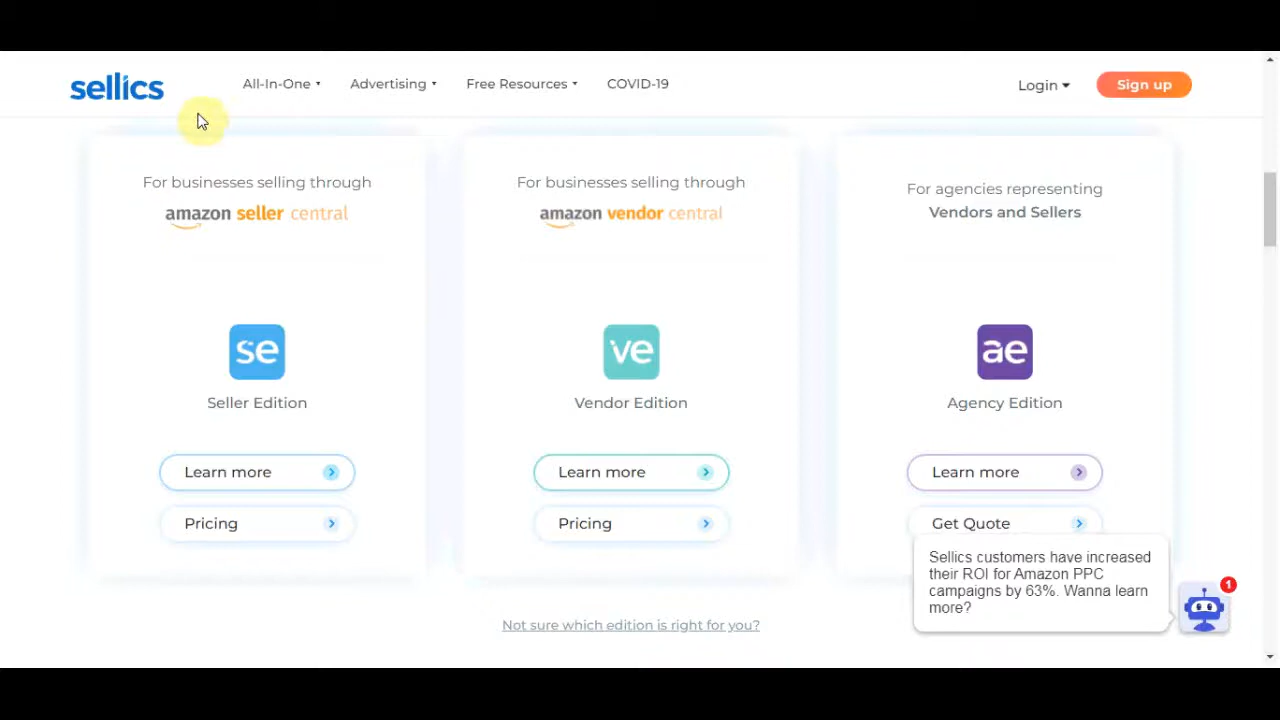 sellics
All-In-One
Advertising
Free Resources
COVID-19
Login
Sign up
For businesses selling through
amazon seller central
Seller Edition
Learn more
Pricing
For businesses selling through
amazon vendor central
Vendor Edition
Learn more
Pricing
For agencies representing
Vendors and Sellers
Agency Edition
Learn more
Get Quote
se
ve
ae
Sellics customers have increased
their ROI for Amazon PPC
campaigns by 63%. Wanna learn
more?
1
Not sure which edition is right for you?